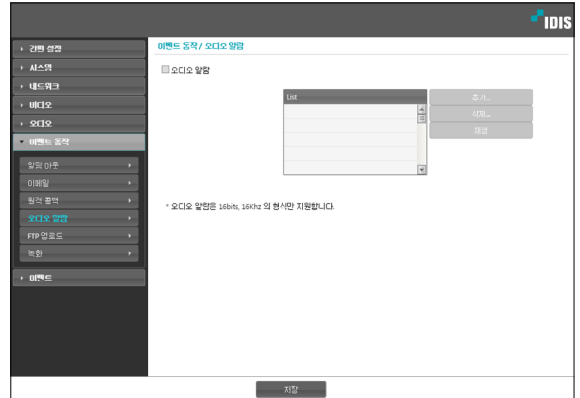 IDIS
간편 설정
시스템
네트워크
비디오
오디오
이벤트 동작
알람 아웃
이메일
원격 콜백
오디오 알람
FTP 업로드
녹화
이벤트
이벤트 동작 / 오디오 알람
오디오 알람
List
추가...
삭제...
재생
* 오디오 알람은 16bits, 16Khz 의 형식만 지원합니다.
저장